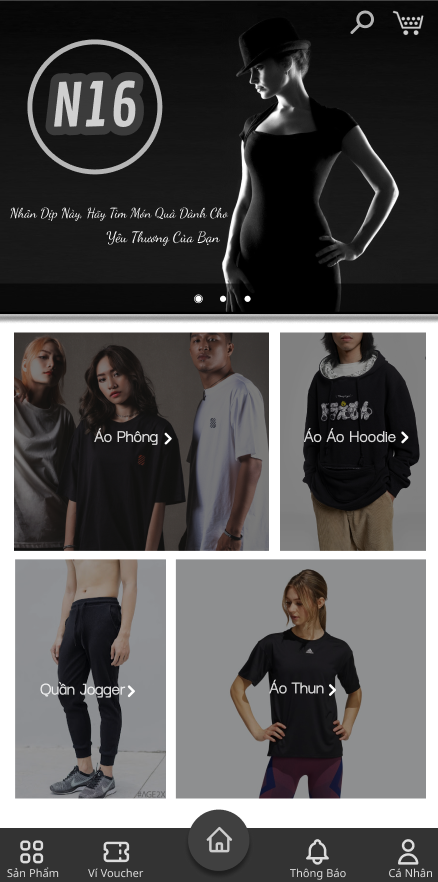 N16
Nhân Dịp Này, Hãy Tìm Món Quà Dành Cho
Yêu Thương Của Bạn
Áo Phông
Áo Áo Hoodie
Quần Jogger
Áo Thun
#AGE2X
Sản Phẩm
Ví Voucher
Thông Báo
Cá Nhân